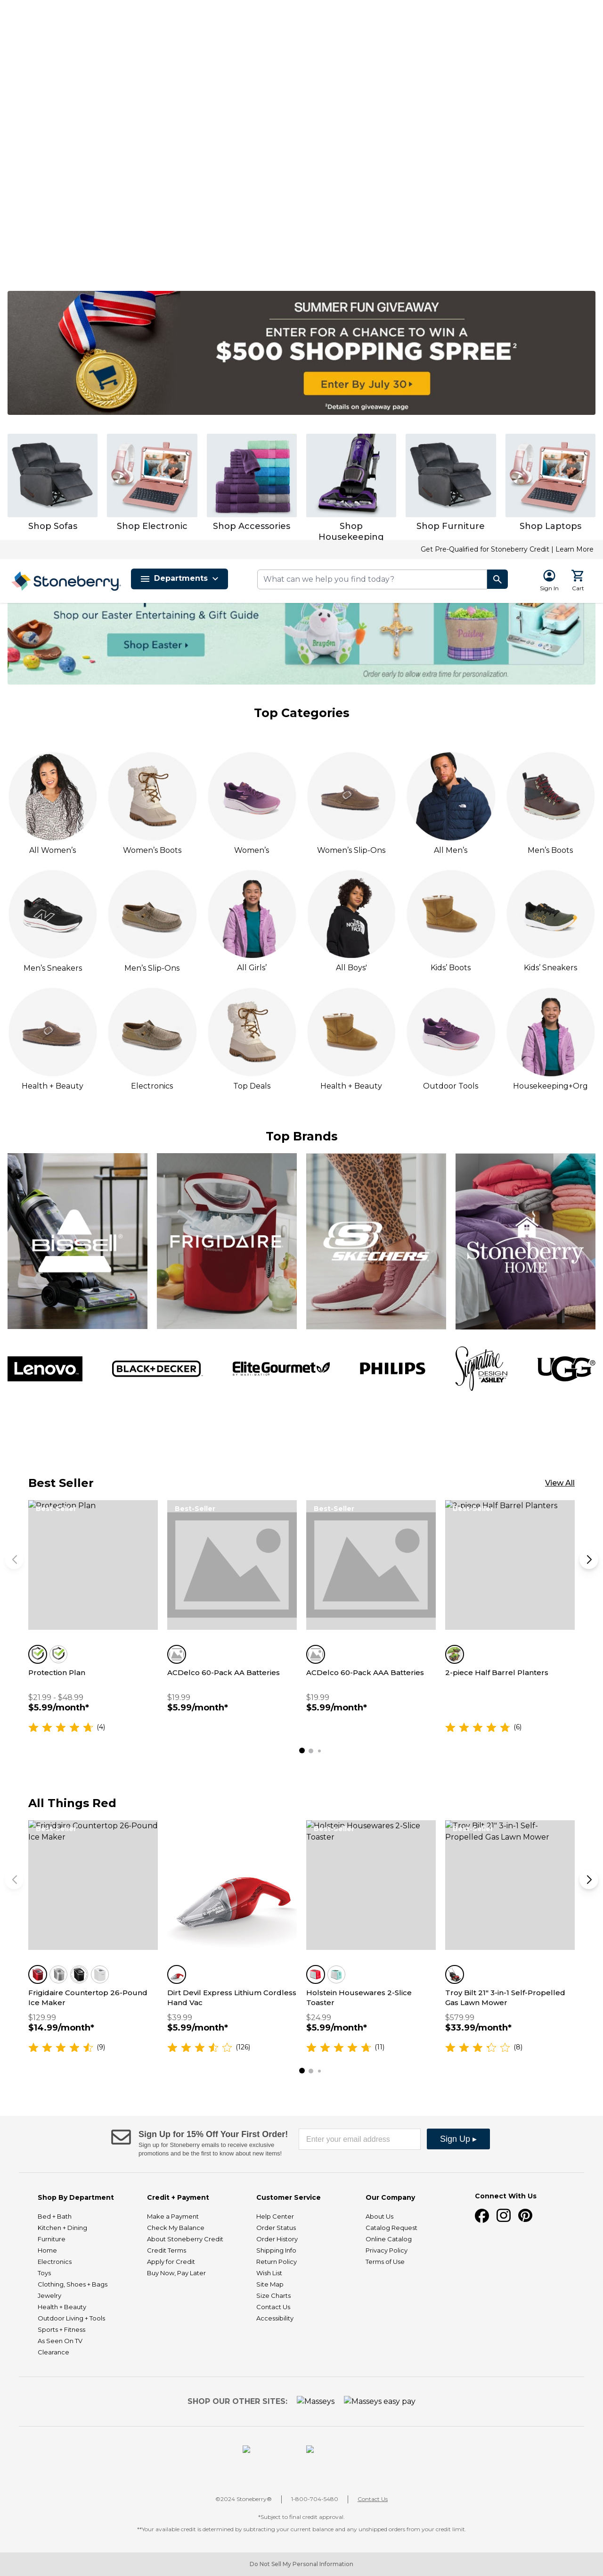 SUMMER FUN GIVEAWAY
ENTER FOR A CHANCE TO WIN A
$500 SHOPPING SPREE²
Enter By July 30
²Details on giveaway page
Shop Sofas
Shop Electronic
Shop Accessories
Shop Housekeeping
Shop Furniture
Shop Laptops
Get Pre-Qualified for Stoneberry Credit | Learn More
Stoneberry
Departments
What can we help you find today?
Sign In
Cart
Shop our Easter Entertaining & Gift Guide
Shop Easter
Order early to allow extra time for personalization.
Top Categories
All Women's
Women's Boots
Women's
Women's Slip-Ons
All Men's
Men's Boots
Men's Sneakers
Men's Slip-Ons
All Girls'
All Boys'
Kids' Boots
Kids' Sneakers
Health + Beauty
Electronics
Top Deals
Health + Beauty
Outdoor Tools
Housekeeping+Org
Top Brands
BISSELL
FRIGIDAIRE
SKECHERS
Stoneberry HOME
Lenovo
BLACK+DECKER
EliteGourmet
BY MAXI-MATIC
PHILIPS
Signature DESIGN BY ASHLEY
UGG
Best Seller
View All
Protection Plan
Best-Seller
Best-Seller
2-piece Half Barrel Planters
Protection Plan
$21.99 - $48.99
$5.99/month*
(4)
ACDelco 60-Pack AA Batteries
$19.99
$5.99/month*
ACDelco 60-Pack AAA Batteries
$19.99
$5.99/month*
2-piece Half Barrel Planters
(6)
All Things Red
Frigidaire Countertop 26-Pound Ice Maker
Holstein Housewares 2-Slice Toaster
Troy Bilt 21" 3-in-1 Self-Propelled Gas Lawn Mower
Frigidaire Countertop 26-Pound Ice Maker
$129.99
$14.99/month*
(9)
Dirt Devil Express Lithium Cordless Hand Vac
$39.99
$5.99/month*
(126)
Holstein Housewares 2-Slice Toaster
$24.99
$5.99/month*
(11)
Troy Bilt 21" 3-in-1 Self-Propelled Gas Lawn Mower
$579.99
$33.99/month*
(8)
Sign Up for 15% Off Your First Order!
Sign up for Stoneberry emails to receive exclusive
promotions and be the first to know about new items!
Enter your email address
Sign Up ▸
Shop By Department
Bed + Bath
Kitchen + Dining
Furniture
Home
Electronics
Toys
Clothing, Shoes + Bags
Jewelry
Health + Beauty
Outdoor Living + Tools
Sports + Fitness
As Seen On TV
Clearance
Credit + Payment
Make a Payment
Check My Balance
About Stoneberry Credit
Credit Terms
Apply for Credit
Buy Now, Pay Later
Customer Service
Help Center
Order Status
Order History
Shipping Info
Return Policy
Wish List
Site Map
Size Charts
Contact Us
Accessibility
Our Company
About Us
Catalog Request
Online Catalog
Privacy Policy
Terms of Use
Connect With Us
SHOP OUR OTHER SITES:
Masseys
Masseys easy pay
©2024 Stoneberry®
1-800-704-5480
Contact Us
*Subject to final credit approval.
**Your available credit is determined by subtracting your current balance and any unshipped orders from your credit limit.
Do Not Sell My Personal Information